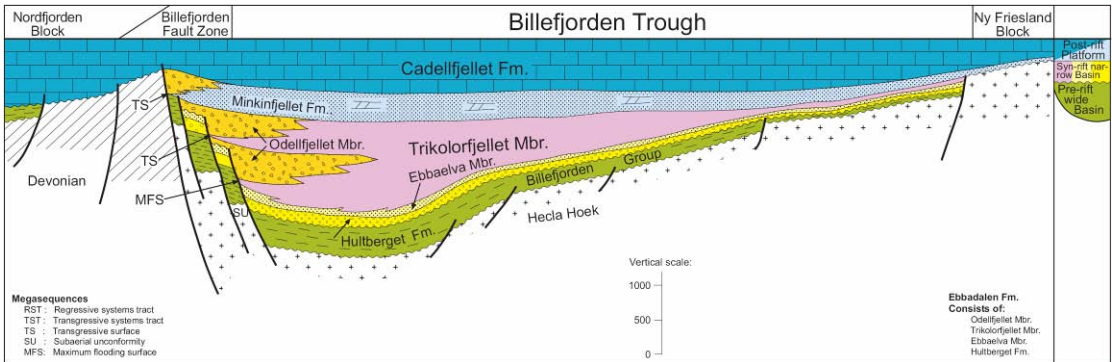 Nordfjorden
Block
Billefjorden
Fault Zone
Billefjorden Trough
Ny Friesland
Block
Post-rift
Platform
Syn-rift nar-
row Basin
Pre-rift
wide
Basin
Cadellfjellet Fm.
TS
Minkinfjellet Fm.
Odellfjellet Mbr.
Trikolorfjellet Mbr.
TS
Ebbaelva Mbr.
Billefjorden Group
Devonian
MFS
SU
Hecla Hoek
Hultberget Fm.
Vertical scale:
1000
500
0
Megasequences
RST : Regressive systems tract
TST : Transgressive systems tract
TS : Transgressive surface
SU : Subaerial unconformity
MFS: Maximum flooding surface
Ebbadalen Fm.
Consists of:
Odellfjellet Mbr.
Trikolorfjellet Mbr.
Ebbaelva Mbr.
Hultberget Fm.